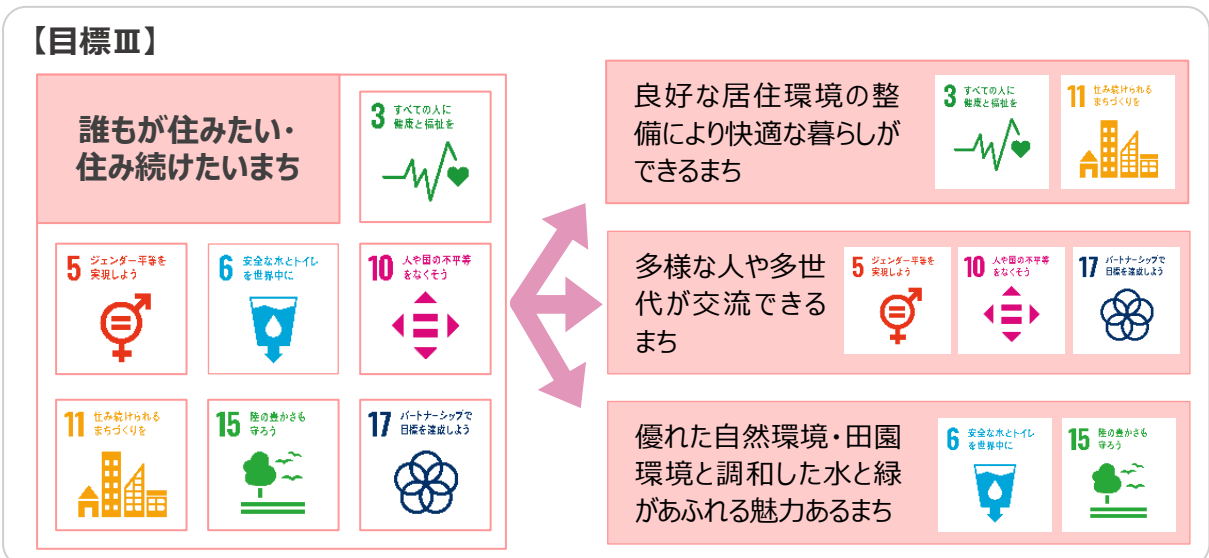 【目標Ⅲ】
誰もが住みたい・
住み続けたいまち
3 すべての人に
健康と福祉を
5 ジェンダー平等を
実現しよう
6 安全な水とトイレ
を世界中に
10 人や国の不平等
をなくそう
11 住み続けられる
まちづくりを
15 陸の豊かさも
守ろう
17 パートナーシップで
目標を達成しよう
良好な居住環境の整
備により快適な暮らしが
できるまち
3 すべての人に
健康と福祉を
11 住み続けられる
まちづくりを
多様な人や多世
代が交流できる
まち
5 ジェンダー平等を
実現しよう
10 人や国の不平等
をなくそう
17 パートナーシップで
目標を達成しよう
優れた自然環境・田園
環境と調和した水と緑
があふれる魅力あるまち
6 安全な水とトイレ
を世界中に
15 陸の豊かさも
守ろう